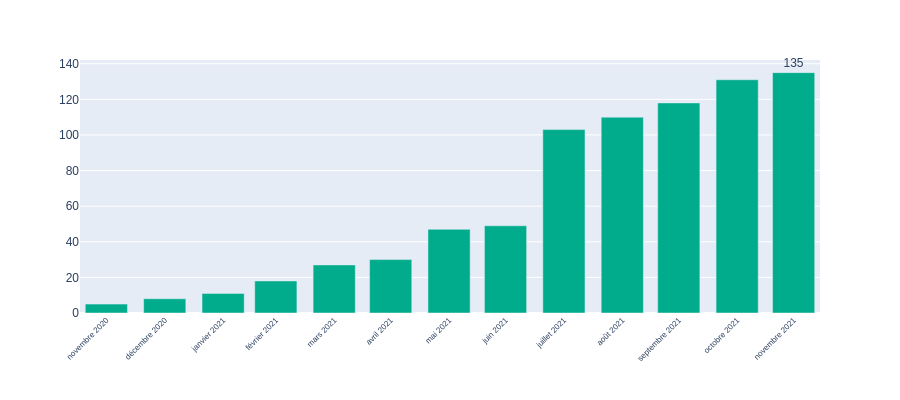 140
120
100
80
60
40
20
0
135
novembre 2020
décembre 2020
janvier 2021
février 2021
mars 2021
avril 2021
mai 2021
juin 2021
juillet 2021
août 2021
septembre 2021
octobre 2021
novembre 2021